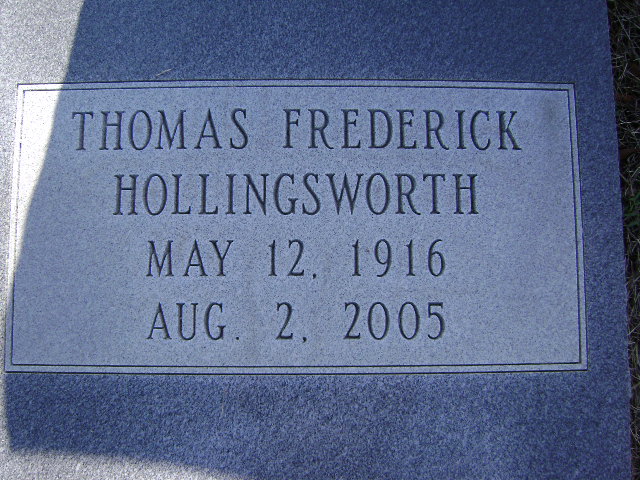 THOMAS FREDERICK
HOLLINGSWORTH
MAY 12, 1916
AUG. 2, 2005